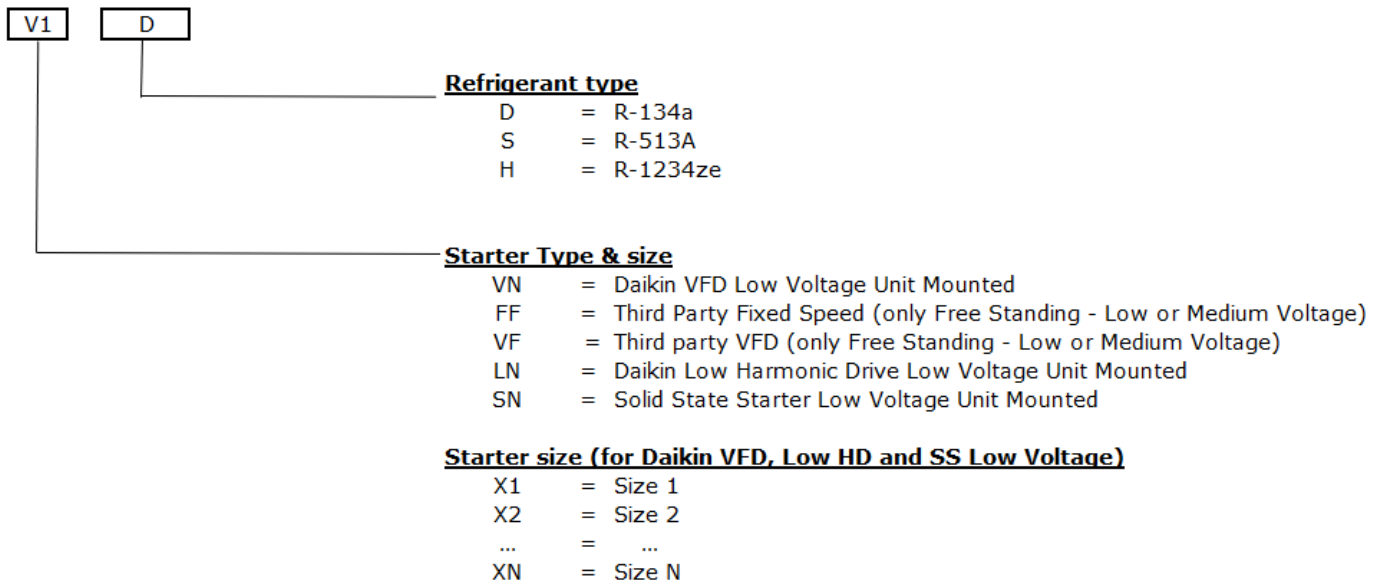 V1 D
Refrigerant type
D = R-134a
S = R-513A
H = R-1234ze
Starter Type & size
VN = Daikin VFD Low Voltage Unit Mounted
FF = Third Party Fixed Speed (only Free Standing - Low or Medium Voltage)
VF = Third party VFD (only Free Standing - Low or Medium Voltage)
LN = Daikin Low Harmonic Drive Low Voltage Unit Mounted
SN = Solid State Starter Low Voltage Unit Mounted
Starter size (for Daikin VFD, Low HD and SS Low Voltage)
X1 = Size 1
X2 = Size 2
... = ...
XN = Size N